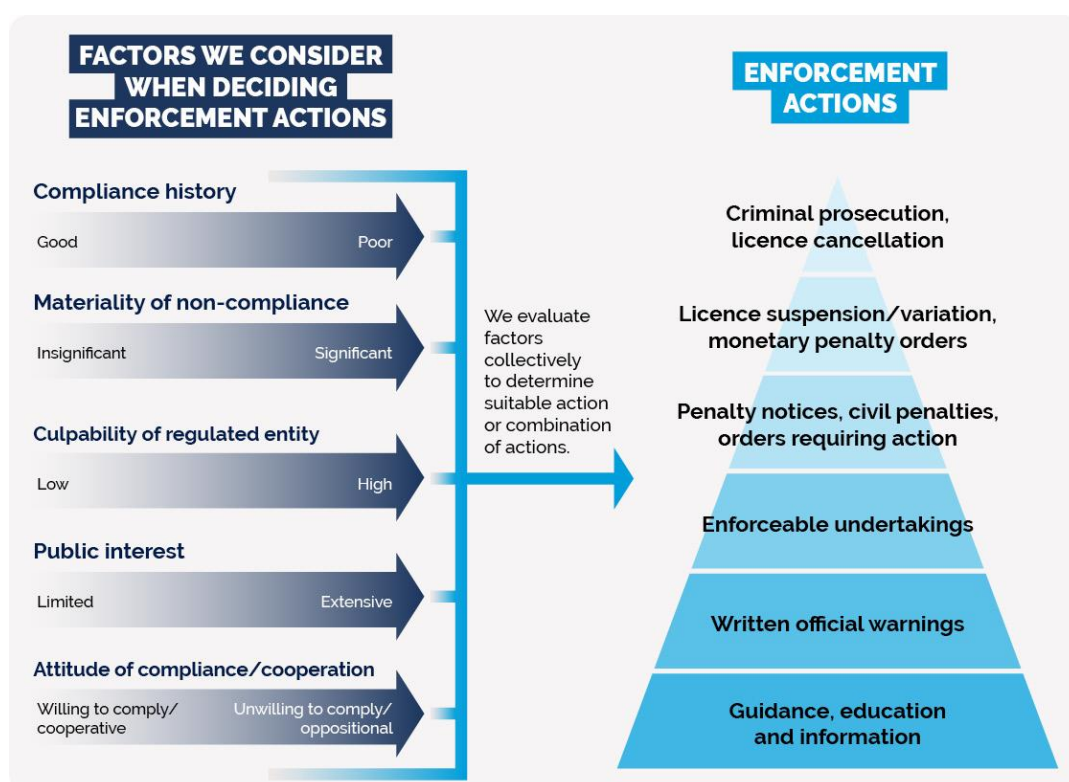 FACTORS WE CONSIDER
WHEN DECIDING
ENFORCEMENT ACTIONS
Compliance history
Good
Poor
Materiality of non-compliance
Insignificant
Significant
Culpability of regulated entity
Low
High
Public interest
Limited
Extensive
Attitude of compliance/cooperation
Willing to comply/
cooperative
Unwilling to comply/
oppositional
We evaluate
factors
collectively
to determine
suitable action
or combination
of actions.
ENFORCEMENT
ACTIONS
Criminal prosecution,
licence cancellation
Licence suspension/variation,
monetary penalty orders
Penalty notices, civil penalties,
orders requiring action
Enforceable undertakings
Written official warnings
Guidance, education
and information